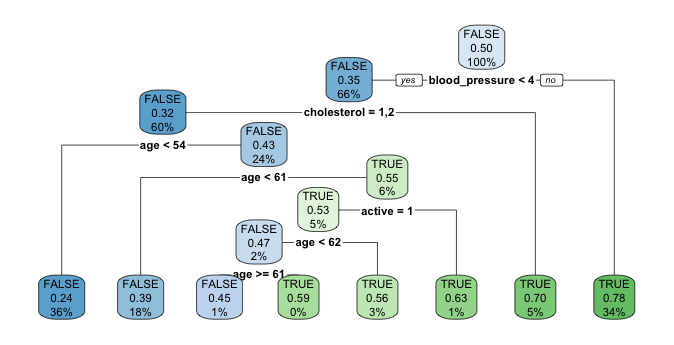 FALSE
0.50
100%
yes blood_pressure < 4 no
FALSE
0.35
66%
cholesterol = 1,2
FALSE
0.32
60%
age < 54
FALSE
0.43
24%
age < 61
TRUE
0.55
6%
active = 1
TRUE
0.53
5%
age < 62
FALSE
0.47
2%
age >= 61
FALSE
0.24
36%
FALSE
0.39
18%
FALSE
0.45
1%
TRUE
0.59
0%
TRUE
0.56
3%
TRUE
0.63
1%
TRUE
0.70
5%
TRUE
0.78
34%